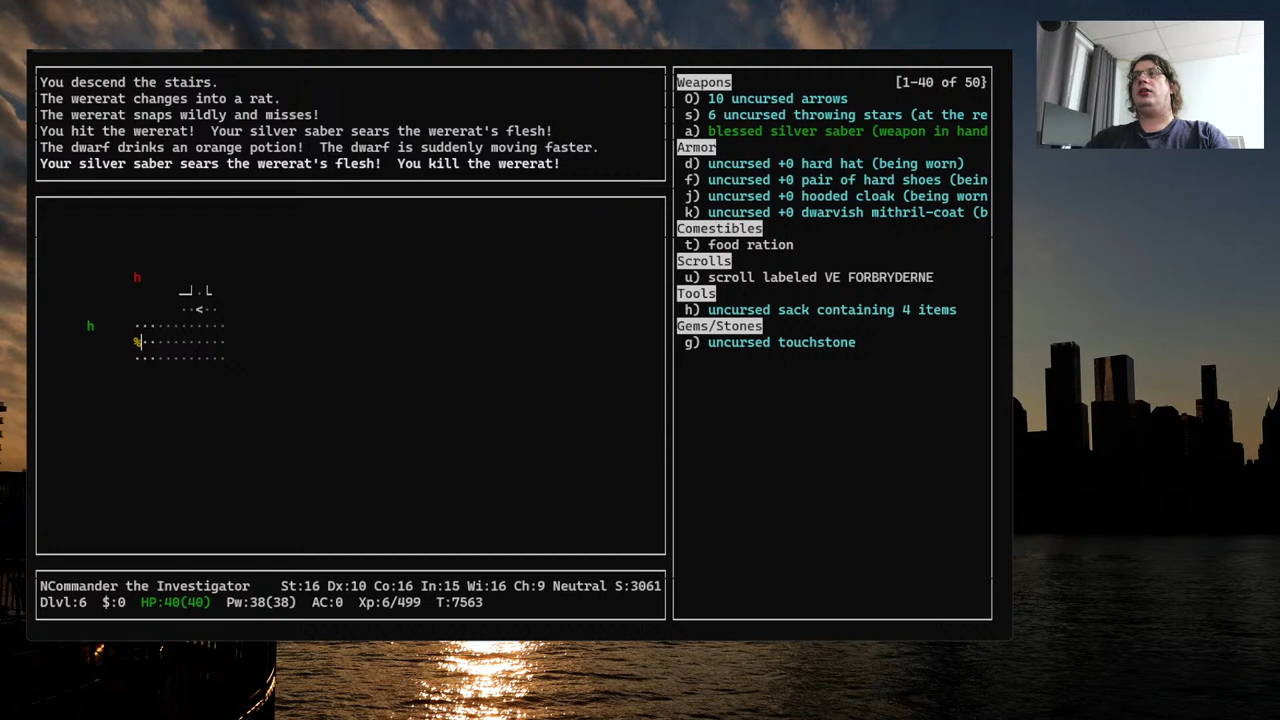 You descend the stairs.
The wererat changes into a rat.
The wererat snaps wildly and misses!
You hit the wererat!  Your silver saber sears the wererat's flesh!
The dwarf drinks an orange potion!  The dwarf is suddenly moving faster.
Your silver saber sears the wererat's flesh!  You kill the wererat!
h
<
h
%
NCommander the Investigator    St:16 Dx:10 Co:16 In:15 Wi:16 Ch:9 Neutral S:3061
Dlvl:6  $:0  HP:40(40)  Pw:38(38)  AC:0  Xp:6/499  T:7563
Weapons [1-40 of 50}
O) 10 uncursed arrows
s) 6 uncursed throwing stars (at the re
a) blessed silver saber (weapon in hand
Armor
d) uncursed +0 hard hat (being worn)
f) uncursed +0 pair of hard shoes (bein
j) uncursed +0 hooded cloak (being worn
k) uncursed +0 dwarvish mithril-coat (b
Comestibles
t) food ration
Scrolls
u) scroll labeled VE FORBRYDERNE
Tools
h) uncursed sack containing 4 items
Gems/Stones
g) uncursed touchstone